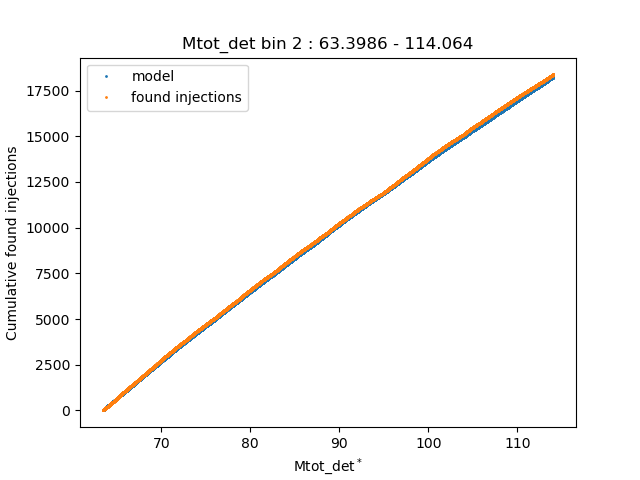 Mtot_det bin 2 : 63.3986 - 114.064
model
found injections
17500
15000
12500
10000
7500
5000
2500
0
Cumulative found injections
70 80 90 100 110
Mtot_det*